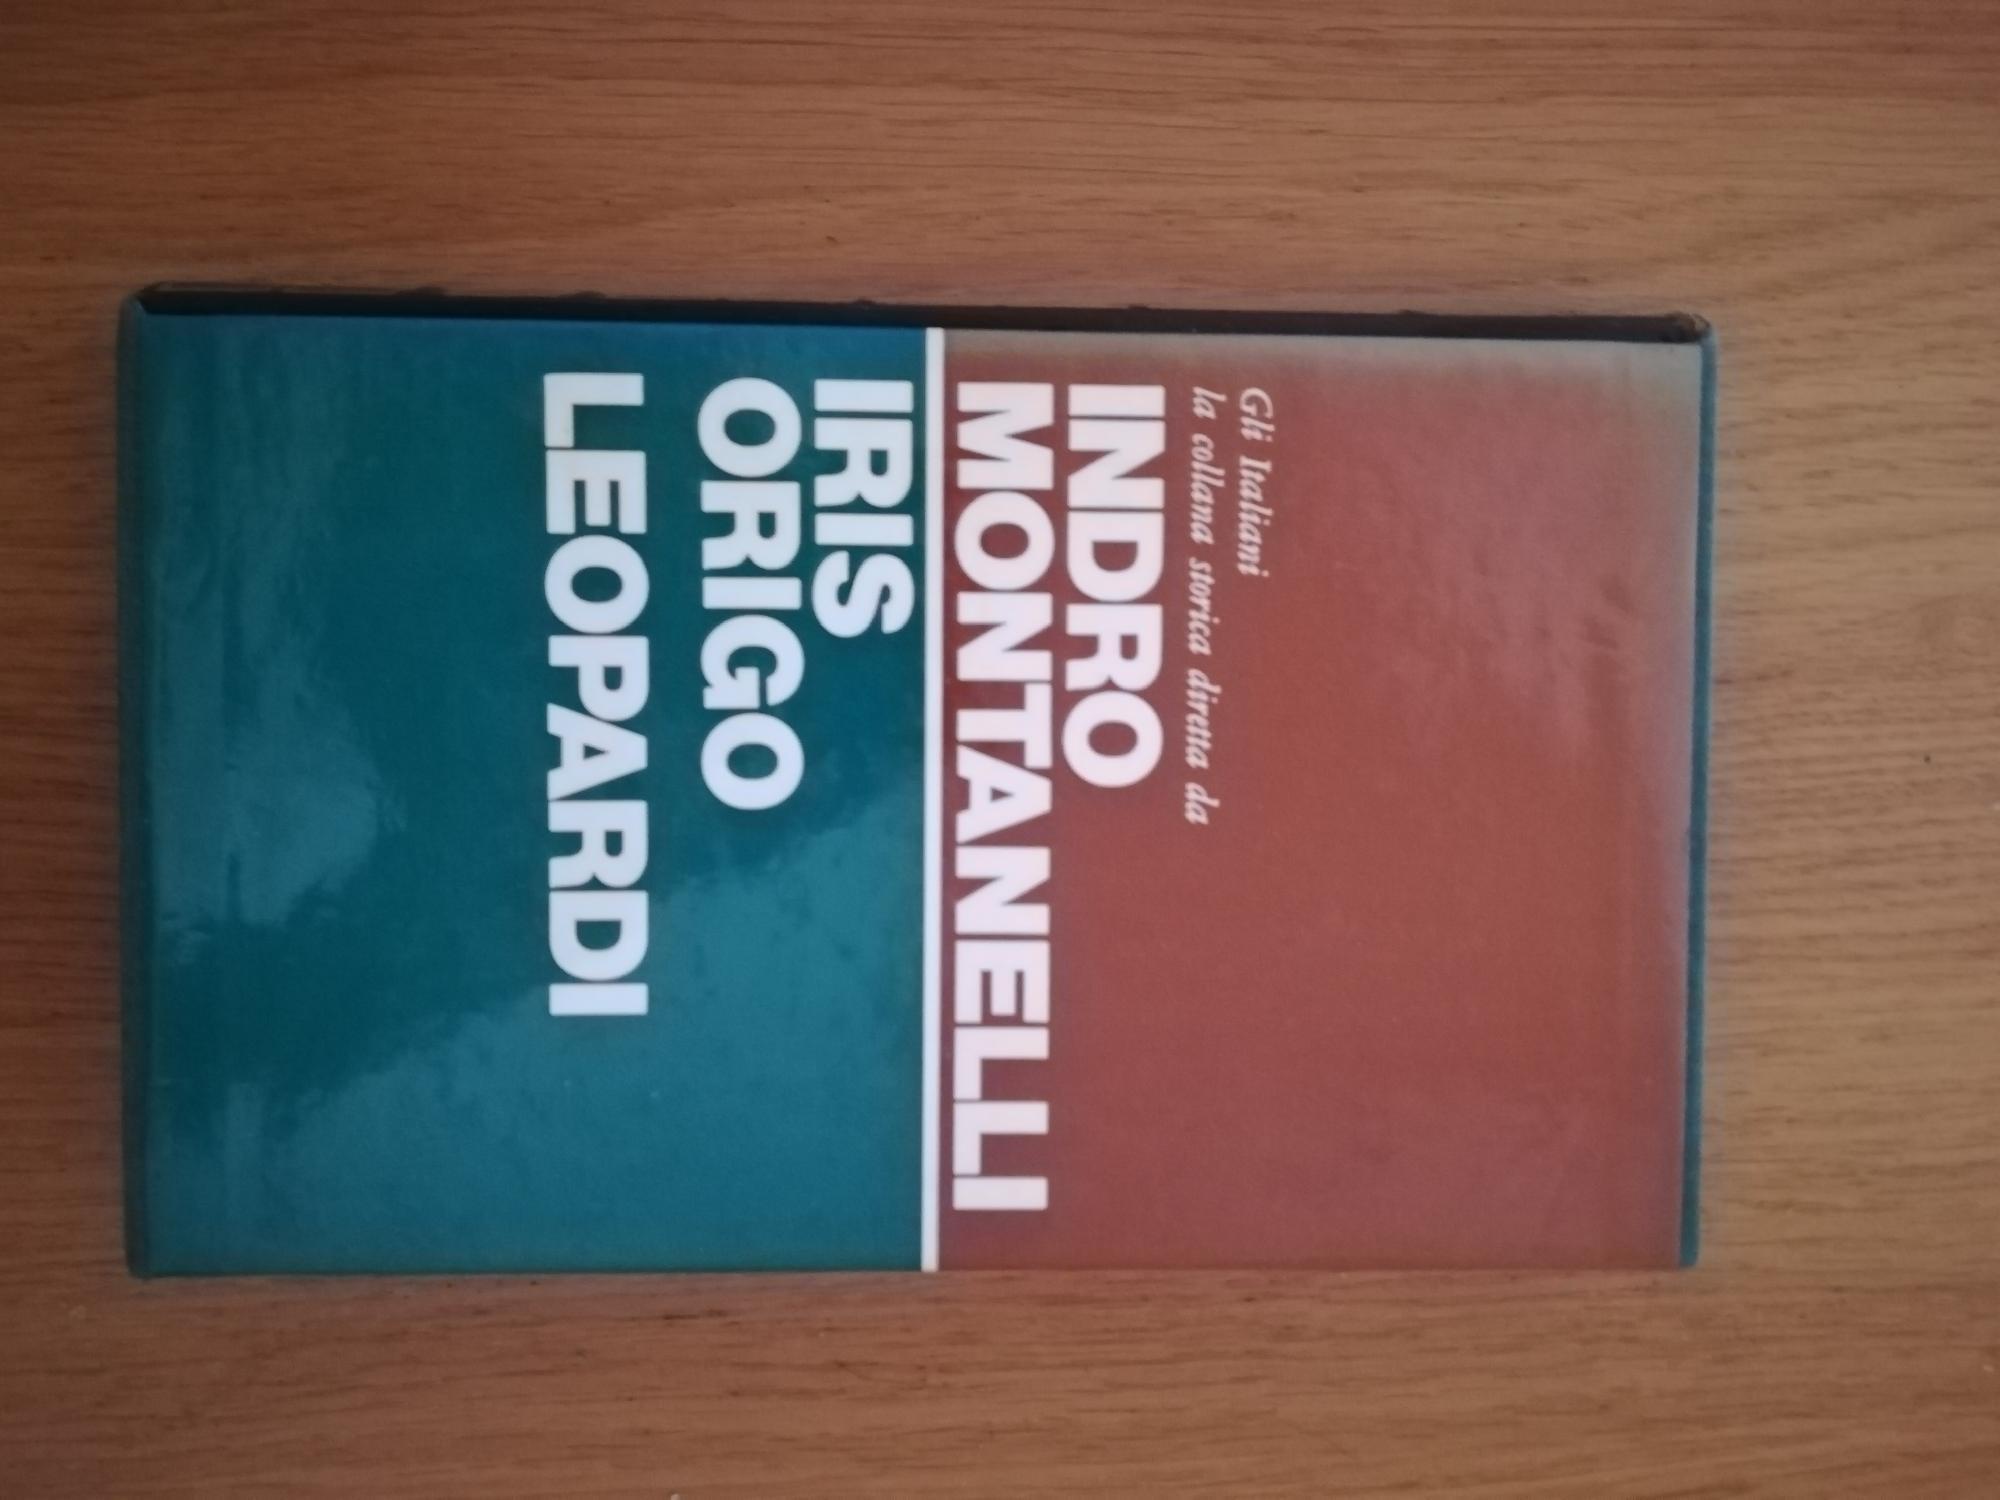 Gli Italiani
la collana storica diretta da
INDRO
MONTANELLI
IRIS
ORIGO
LEOPARDI